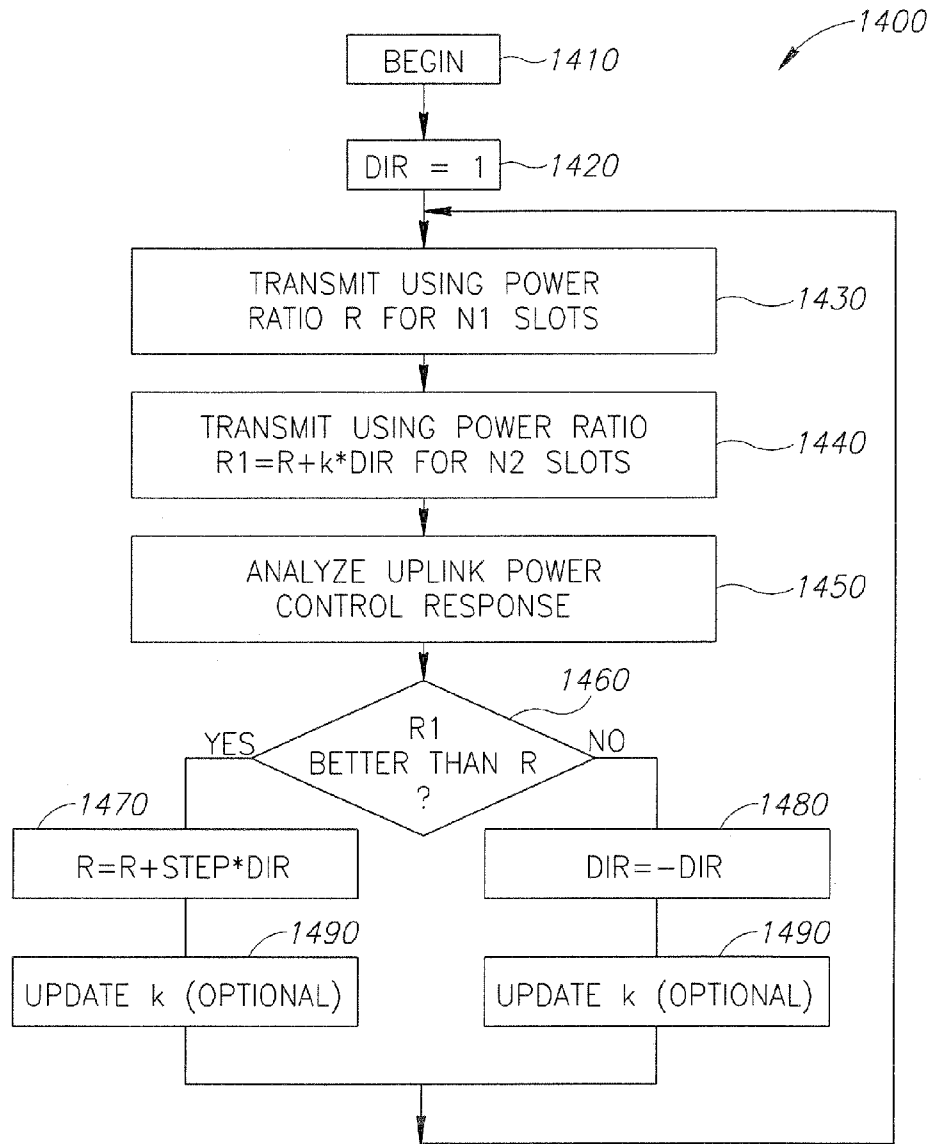 1400
BEGIN
1410
DIR = 1
1420
TRANSMIT USING POWER
RATIO R FOR N1 SLOTS
1430
TRANSMIT USING POWER RATIO
R1=R+k*DIR FOR N2 SLOTS
1440
ANALYZE UPLINK POWER
CONTROL RESPONSE
1450
1460
YES
R1
BETTER THAN R
?
NO
1470
R=R+STEP*DIR
1480
DIR=-DIR
1490
UPDATE k (OPTIONAL)
1490
UPDATE k (OPTIONAL)